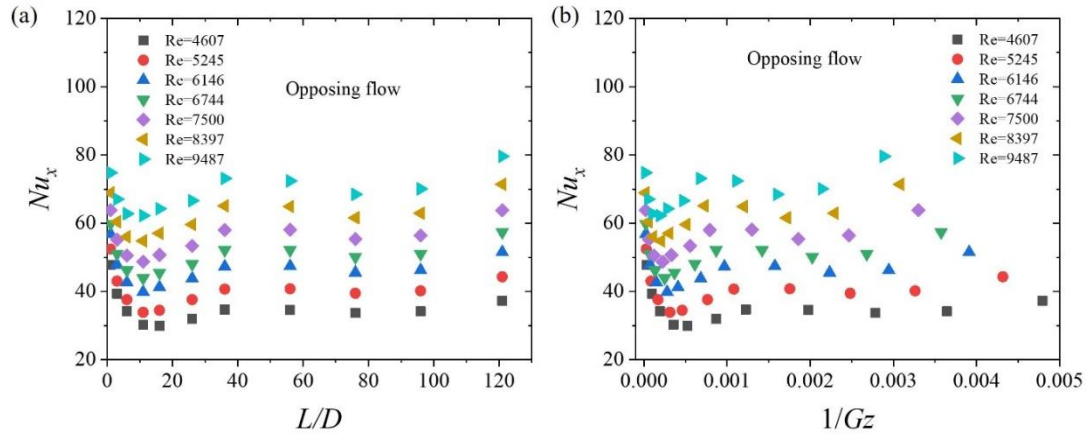 (a)
120
100
80
60
40
20
Nu_x
Re=4607
Re=5245
Re=6146
Re=6744
Re=7500
Re=8397
Re=9487
Opposing flow
0 20 40 60 80 100 120
L/D
(b)
120
100
80
60
40
20
Nu_x
Opposing flow
Re=4607
Re=5245
Re=6146
Re=6744
Re=7500
Re=8397
Re=9487
0.000 0.001 0.002 0.003 0.004 0.005
1/Gz